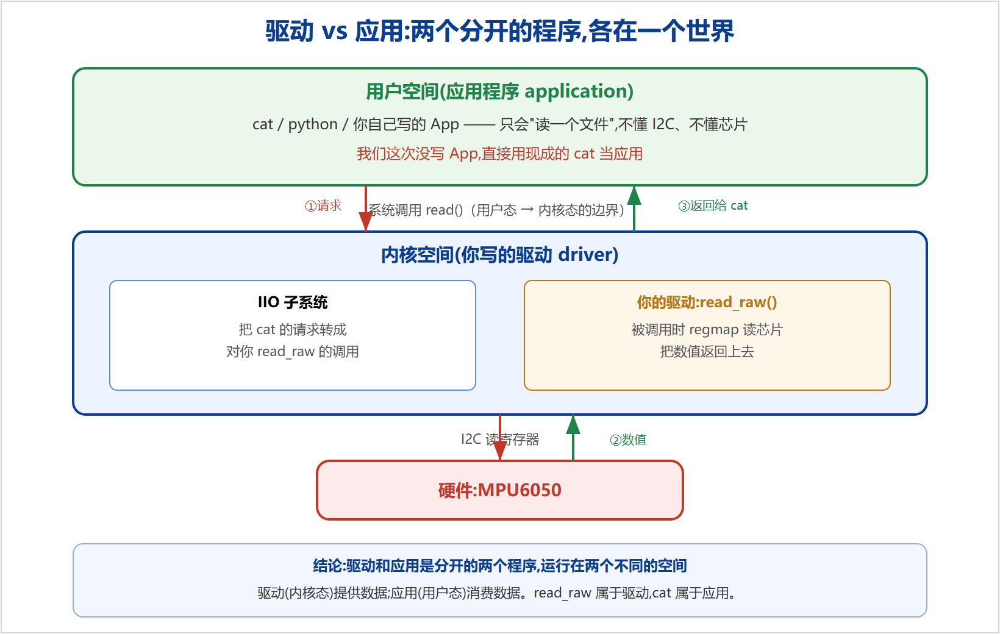 驱动 vs 应用:两个分开的程序,各在一个世界
用户空间(应用程序 application)
cat / python / 你自己写的 App —— 只会"读一个文件",不懂 I2C、不懂芯片
我们这次没写 App,直接用现成的 cat 当应用
①请求
系统调用 read()（用户态 → 内核态的边界）
③返回给 cat
内核空间(你写的驱动 driver)
IIO 子系统
把 cat 的请求转成
对你 read_raw 的调用
你的驱动:read_raw()
被调用时 regmap 读芯片
把数值返回上去
I2C 读寄存器
②数值
硬件:MPU6050
结论:驱动和应用是分开的两个程序,运行在两个不同的空间
驱动(内核态)提供数据;应用(用户态)消费数据。read_raw 属于驱动,cat 属于应用。